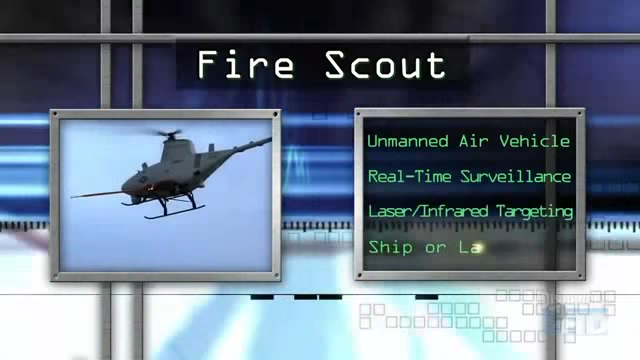 Fire Scout
Unmanned Air Vehicle
Real-Time Surveillance
Laser/Infrared Targeting
Ship or La